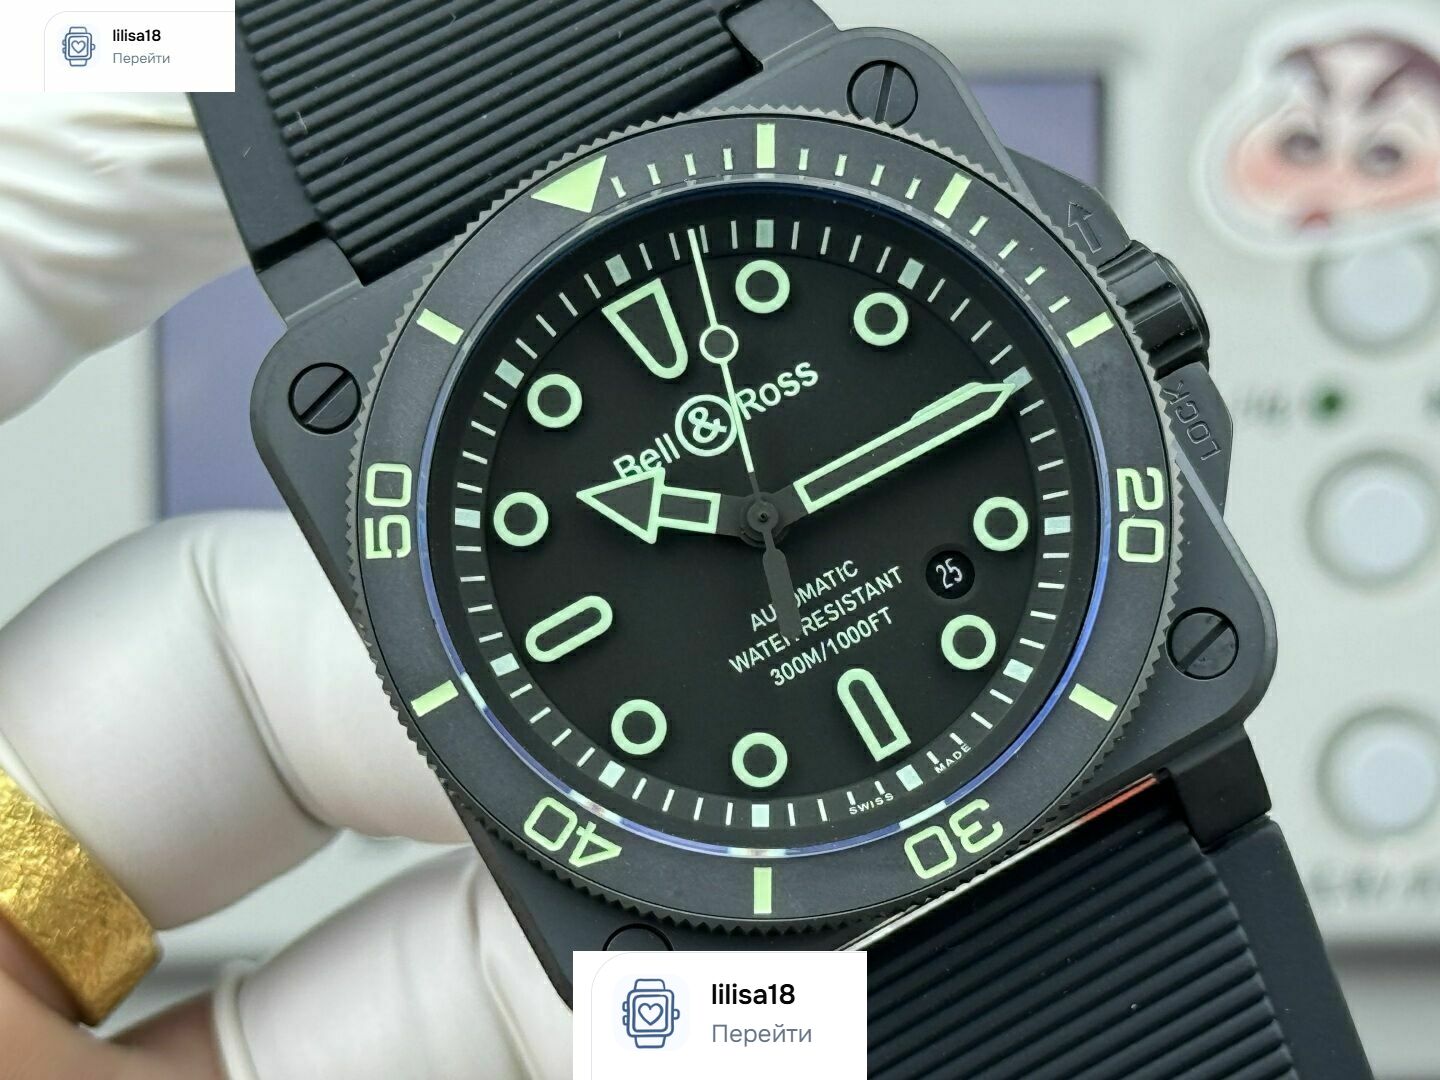 lilisa18
Перейти
Bell & Ross
AUTOMATIC
WATER RESISTANT
300M/1000FT
25
LOCK
20
30
40
50
SWISS MADE
lilisa18
Перейти